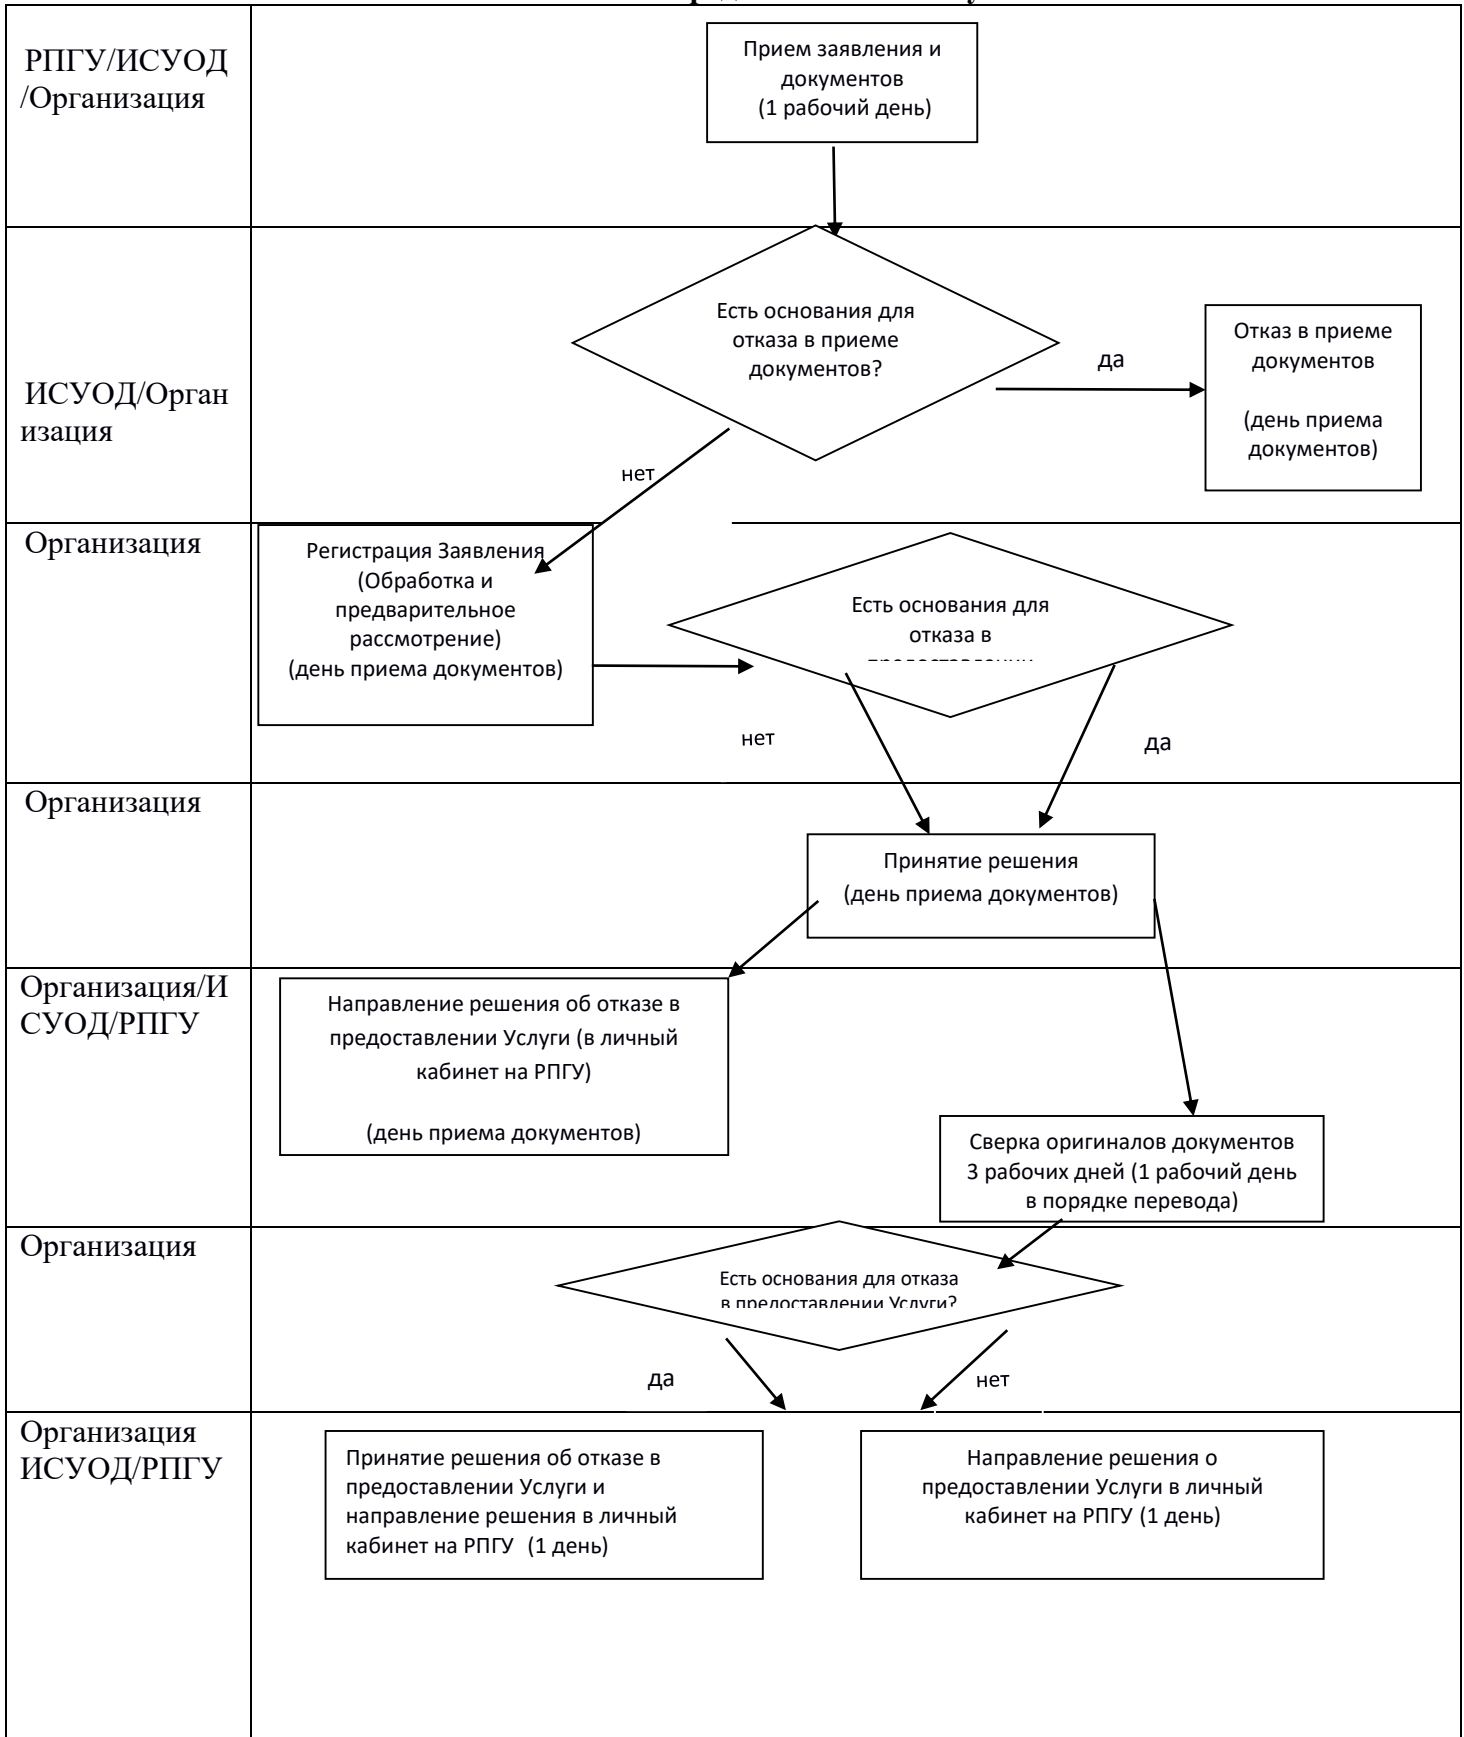 РПГУ/ИСУОД
/Организация
Прием заявления и
документов
(1 рабочий день)
ИСУОД/Орган
изация
Есть основания для
отказа в приеме
документов?
да
Отказ в приеме
документов
(день приема
документов)
нет
Организация
Регистрация Заявления
(Обработка и
предварительное
рассмотрение)
(день приема документов)
Есть основания для
отказа в
нет
да
Организация
Принятие решения
(день приема документов)
Организация/И
СУОД/РПГУ
Направление решения об отказе в
предоставлении Услуги (в личный
кабинет на РПГУ)
(день приема документов)
Сверка оригиналов документов
3 рабочих дней (1 рабочий день
в порядке перевода)
Организация
Есть основания для отказа
в предоставлении Услуги?
да
нет
Организация
ИСУОД/РПГУ
Принятие решения об отказе в
предоставлении Услуги и
направление решения в личный
кабинет на РПГУ (1 день)
Направление решения о
предоставлении Услуги в личный
кабинет на РПГУ (1 день)